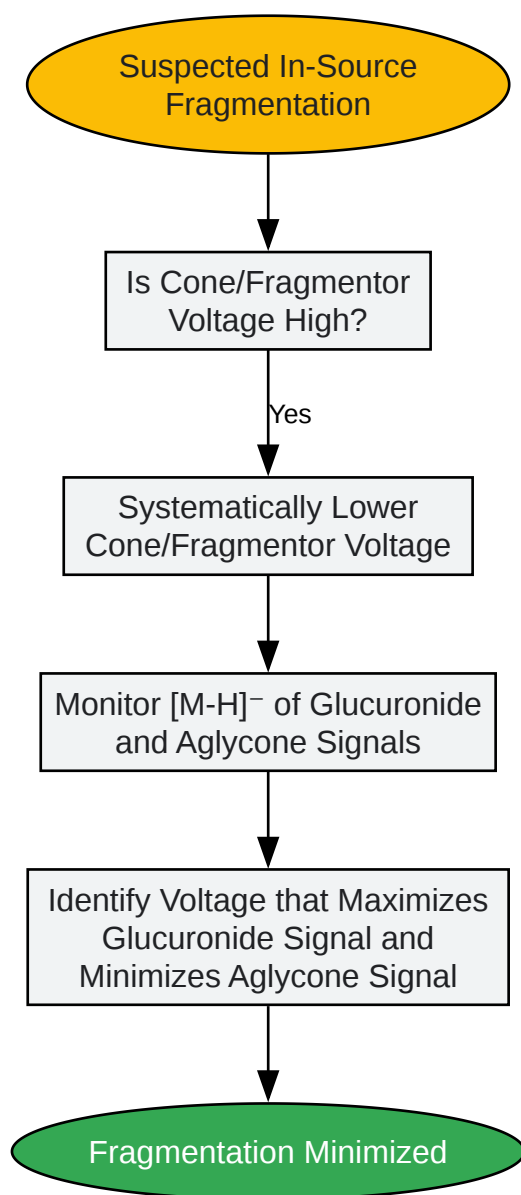 Suspected In-Source
Fragmentation
Is Cone/Fragmentor
Voltage High?
Yes
Systematically Lower
Cone/Fragmentor Voltage
Monitor [M-H]⁻ of Glucuronide
and Aglycone Signals
Identify Voltage that Maximizes
Glucuronide Signal and
Minimizes Aglycone Signal
Fragmentation Minimized